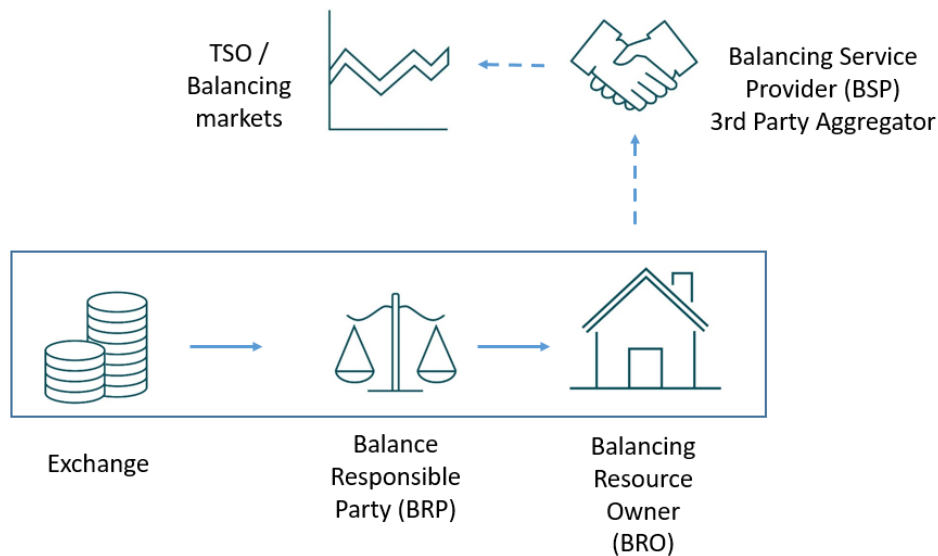 TSO /
Balancing
markets
Balancing Service
Provider (BSP)
3rd Party Aggregator
Exchange
Balance
Responsible
Party (BRP)
Balancing
Resource
Owner
(BRO)